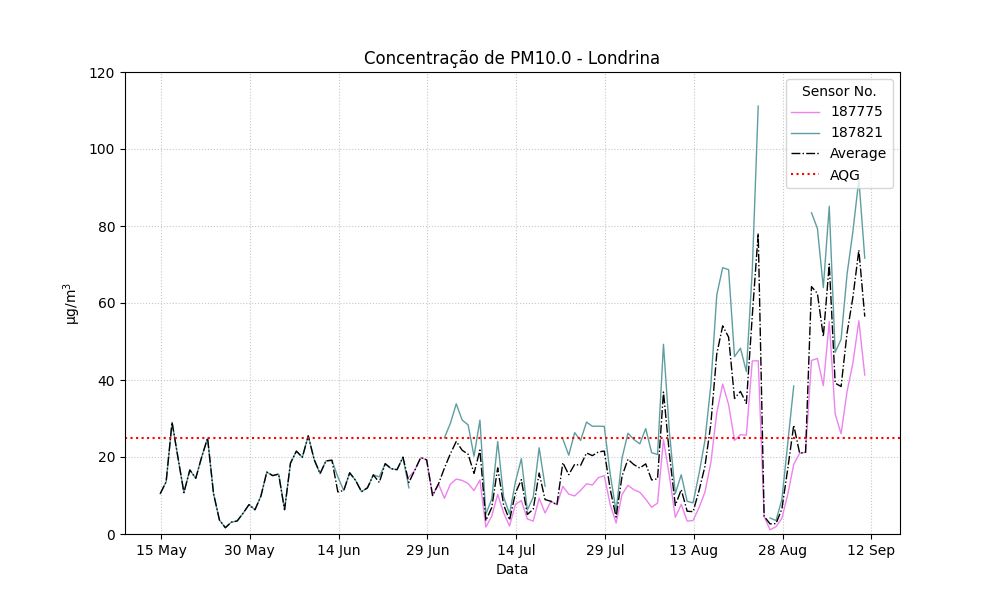 Concentração de PM10.0 - Londrina
Sensor No.
187775
187821
Average
AQG
120
100
80
60
40
20
0
µg/m³
15 May 30 May 14 Jun 29 Jun 14 Jul 29 Jul 13 Aug 28 Aug 12 Sep
Data